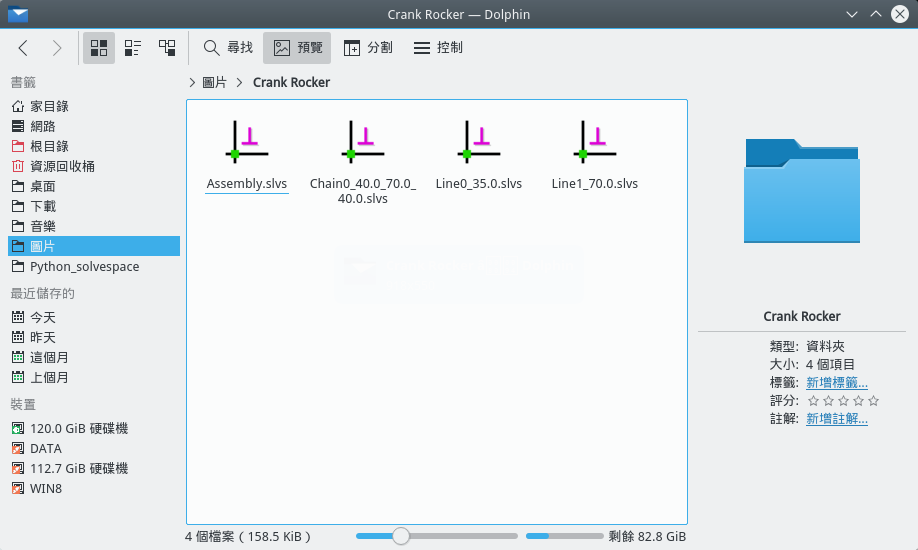 Crank Rocker — Dolphin
尋找
預覽
分割
控制
書籤
家目錄
網路
根目錄
資源回收桶
桌面
下載
音樂
圖片
Python_solvespace
最近儲存的
今天
昨天
這個月
上個月
裝置
120.0 GiB 硬碟機
DATA
112.7 GiB 硬碟機
WIN8
圖片
Crank Rocker
Assembly.slvs
Chain0_40.0_70.0_
40.0.slvs
Line0_35.0.slvs
Line1_70.0.slvs
4 個檔案 ( 158.5 KiB )
剩餘 82.8 GiB
Crank Rocker
類型: 資料夾
大小: 4 個項目
標籤: 新增標籤...
評分:
註解: 新增註解...